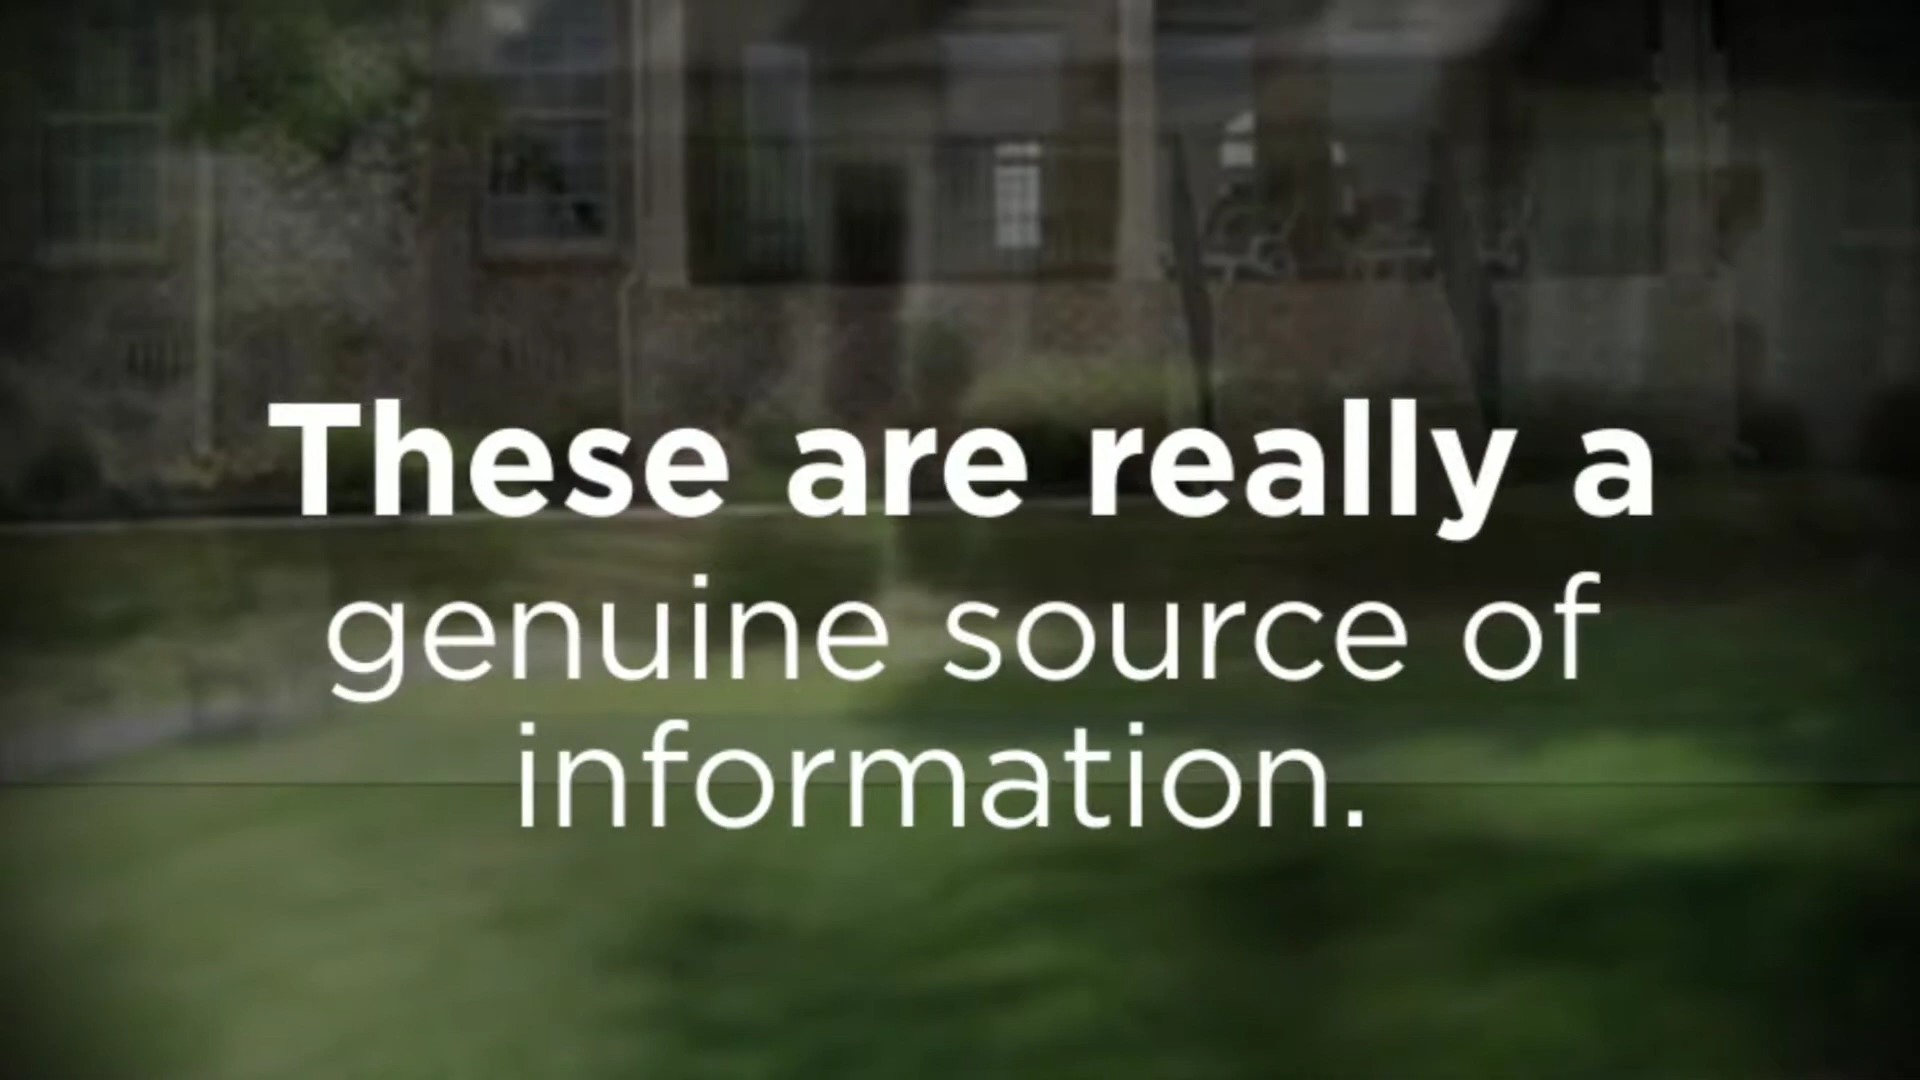 These are really a
genuine source of
information.